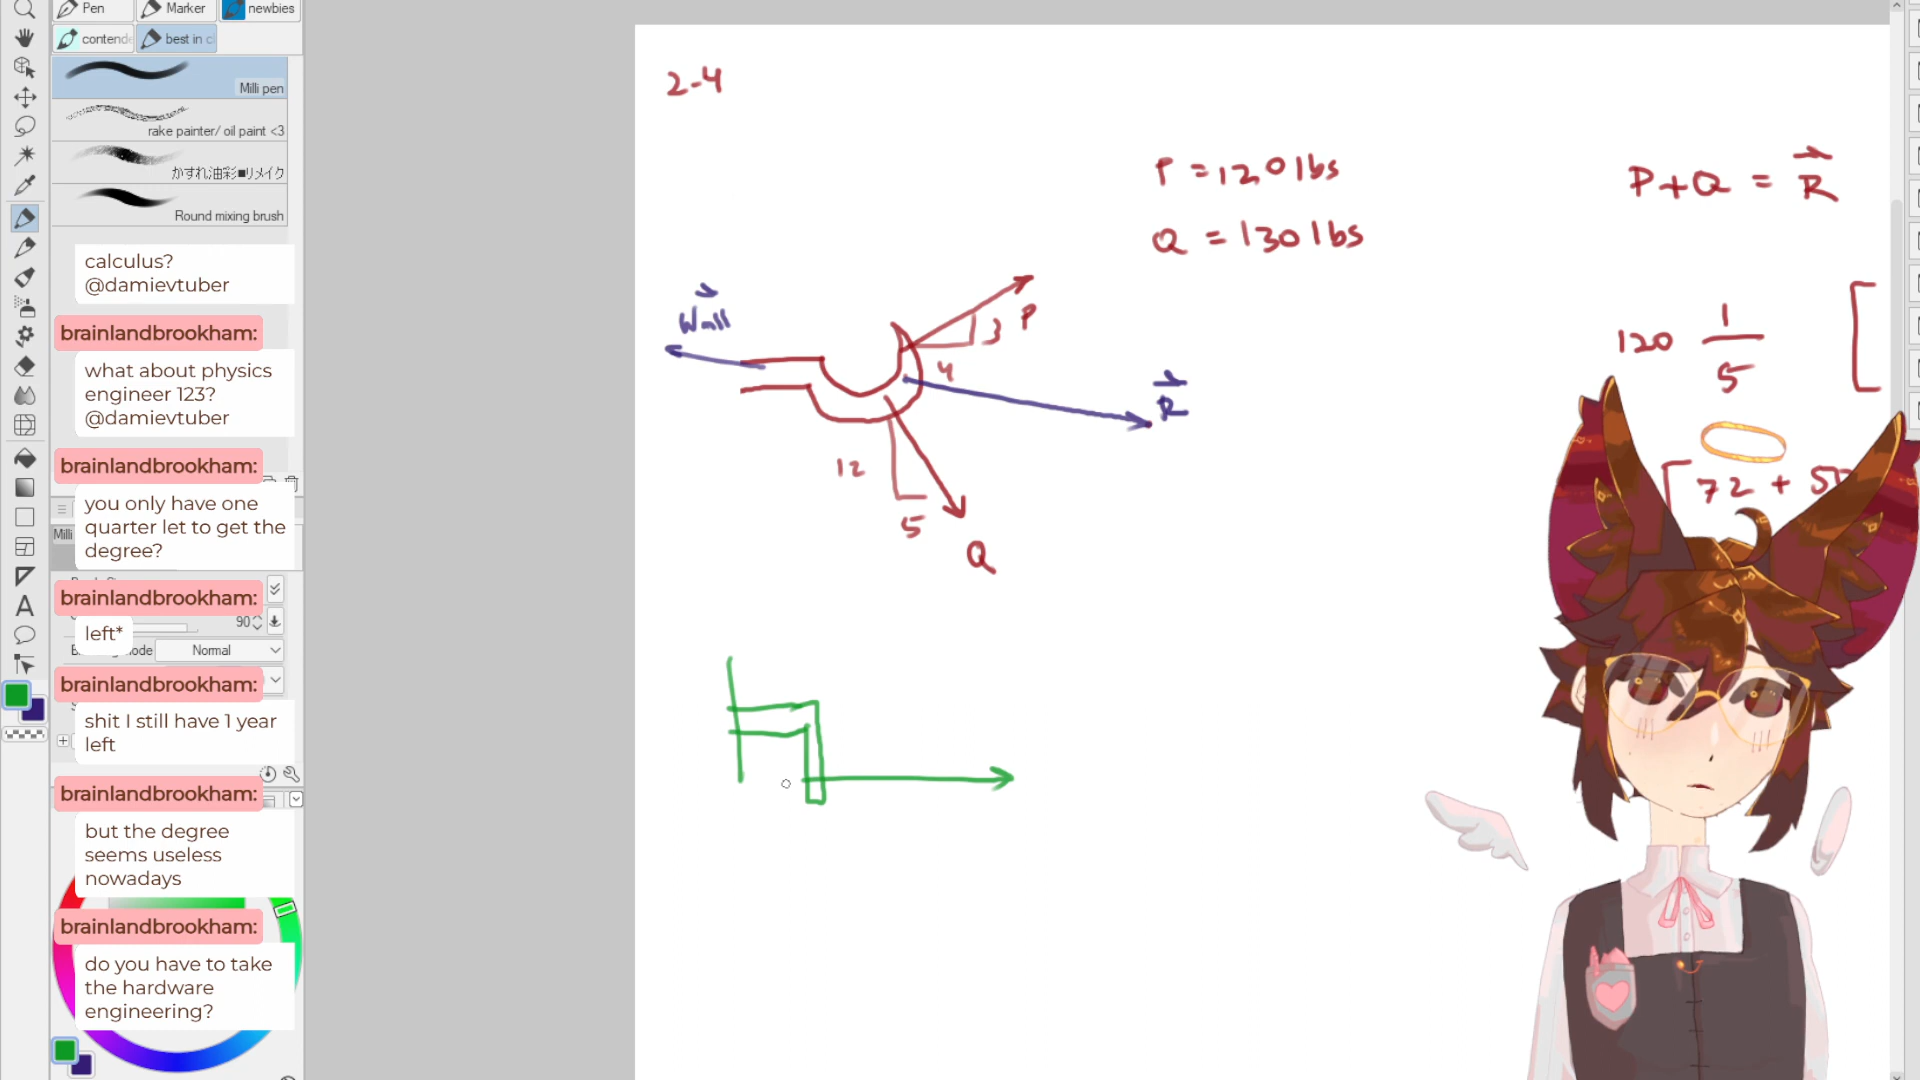 Pen
Marker
newbies
contende
best in c
Milli pen
rake painter/ oil paint <3
かすれ油彩■リメイク
Round mixing brush
calculus?
@damievtuber
brainlandbrookham:
what about physics
engineer 123?
@damievtuber
brainlandbrookham:
you only have one
quarter let to get the
degree?
Milli
brainlandbrookham:
90
left*
Normal
brainlandbrookham:
shit I still have 1 year
left
brainlandbrookham:
but the degree
seems useless
nowadays
brainlandbrookham:
do you have to take
the hardware
engineering?
2-4
P = 120 lbs
Q = 130 lbs
P+Q = R
Wall
P
3
4
R
12
5
Q
120 1/5
72 + 5